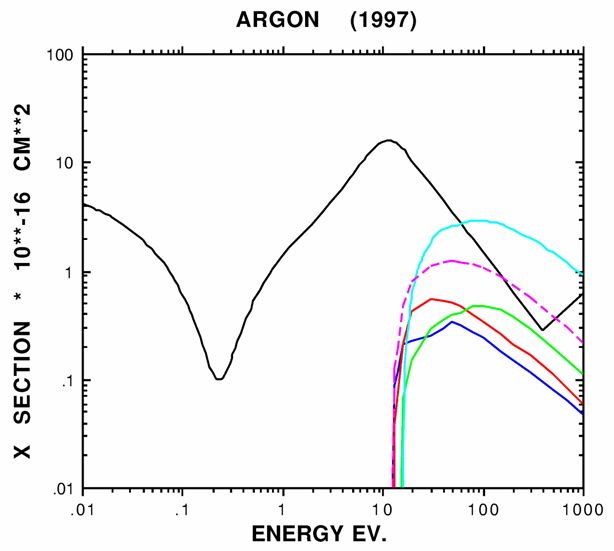 ARGON (1997)
X SECTION * 10**-16 CM**2
100
10
1
.1
.01
.01 .1 1 10 100 1000
ENERGY EV.